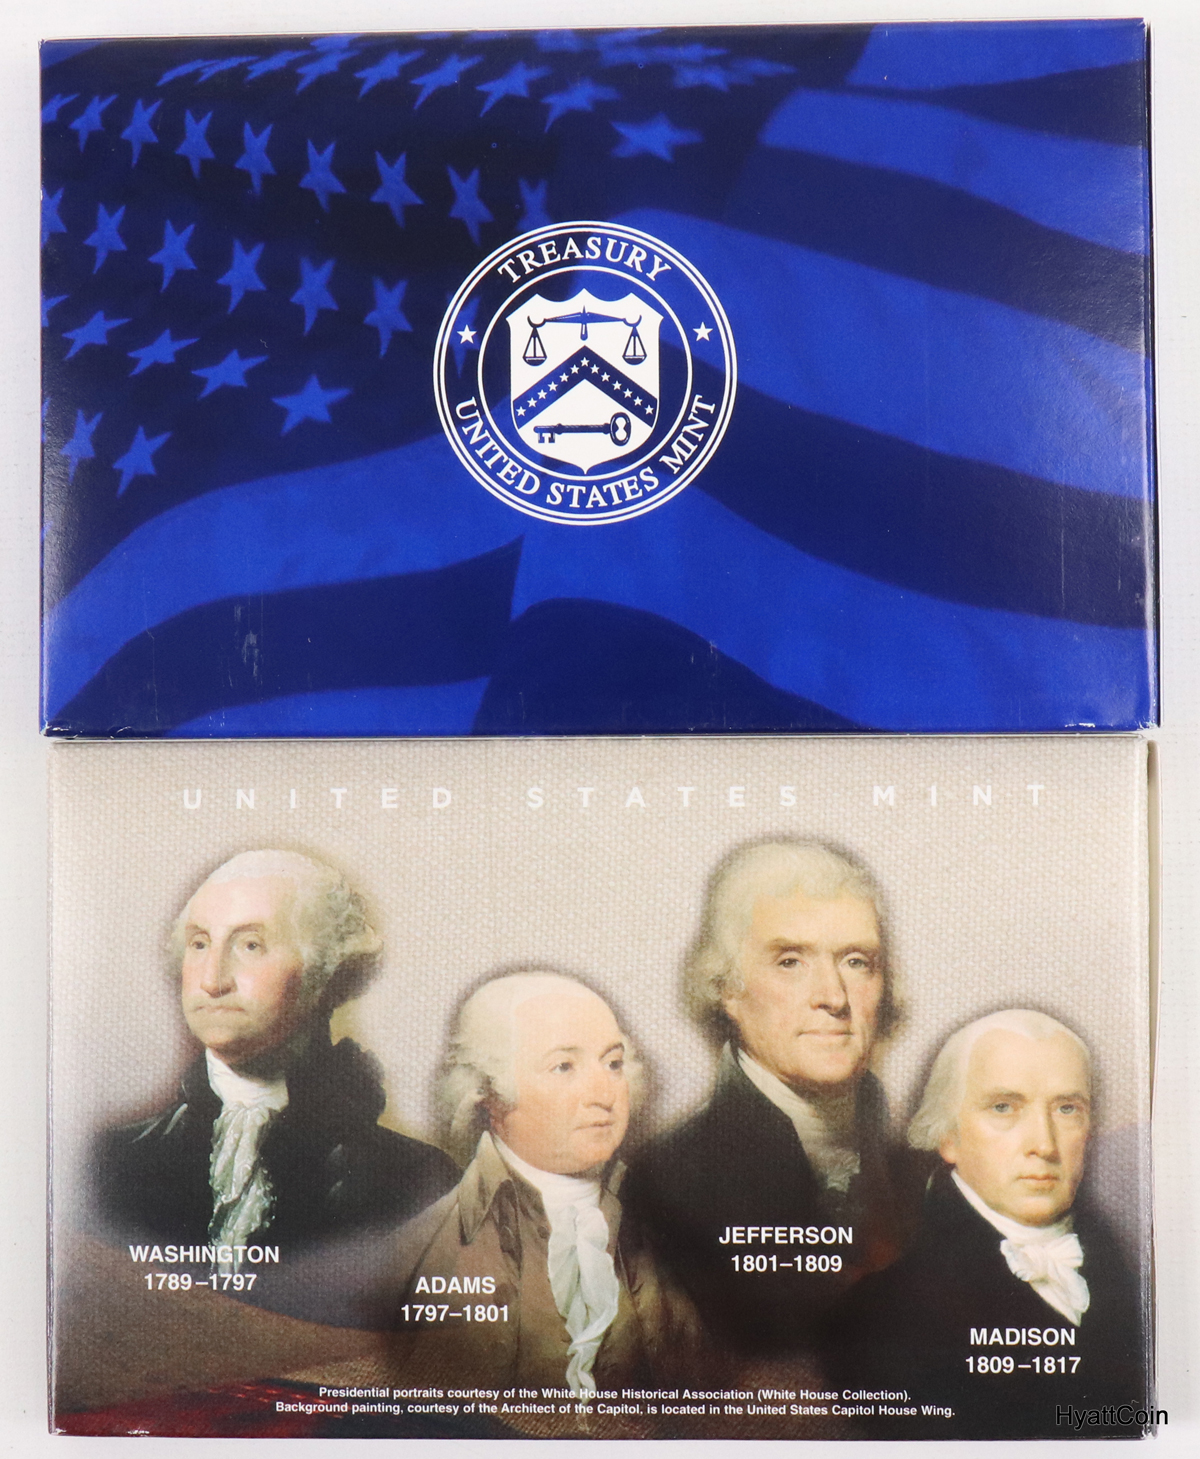 TREASURY
UNITED STATES MINT
UNITED STATES MINT
WASHINGTON
1789–1797
ADAMS
1797–1801
JEFFERSON
1801–1809
MADISON
1809–1817
Presidential portraits courtesy of the White House Historical Association (White House Collection).
Background painting, courtesy of the Architect of the Capitol, is located in the United States Capitol House Wing.
HyattCoin